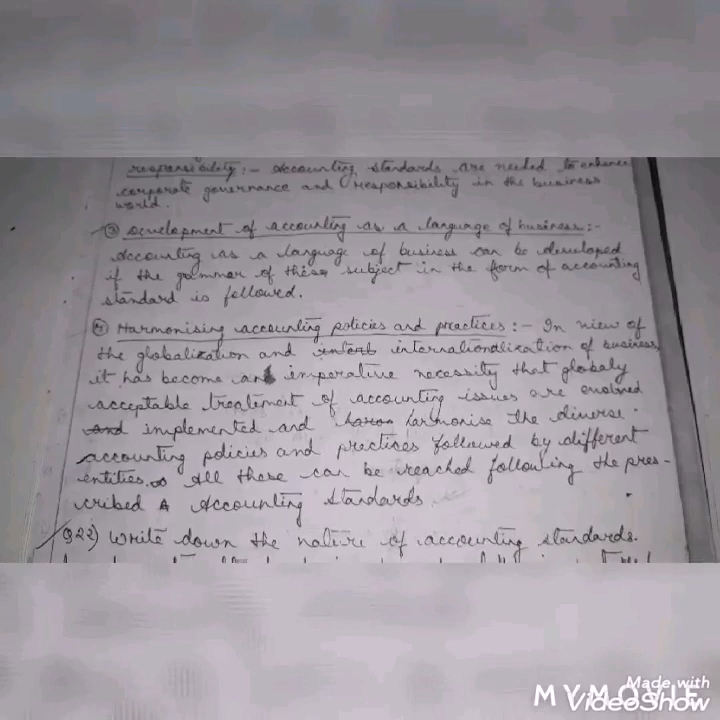 responsibility:- Accounting standards are needed to enhance
corporate governance and responsibility in the business
world.
③ Development of accounting as a language of business:-
Accounting as a language of business can be developed
if the grammar of these subject in the form of accounting
standard is followed.
④ Harmonising accounting policies and practices:- In view of
the globalization and internationalization of business,
it has become an imperative necessity that globaly
acceptable treatment of accounting issues are evolved
and implemented and harmonise the diverse
accounting policies and practices followed by different
entities. All these can be reached following the pres-
cribed A Accounting Standards.
Q22) Write down the nature of accounting standards.
Made with
MY MOVIE
VideoShow